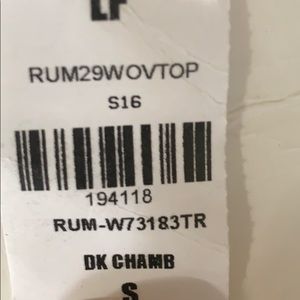 LF
RUM29WOVTOP
S16
194118
RUM-W73183TR
DK CHAMB
S